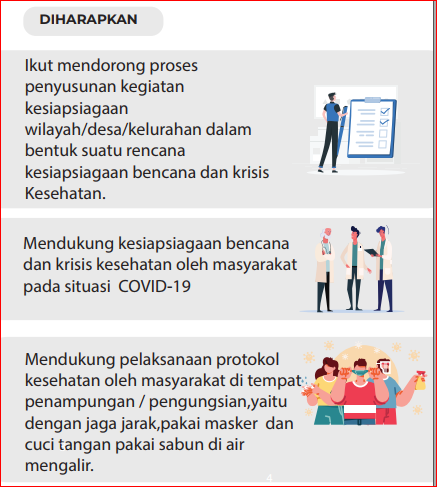 DIHARAPKAN
Ikut mendorong proses
penyusunan kegiatan
kesiapsiagaan
wilayah/desa/kelurahan dalam
bentuk suatu rencana
kesiapsiagaan bencana dan krisis
Kesehatan.
Mendukung kesiapsiagaan bencana
dan krisis kesehatan oleh masyarakat
pada situasi  COVID-19
Mendukung pelaksanaan protokol
kesehatan oleh masyarakat di tempat
penampungan / pengungsian,yaitu
dengan jaga jarak,pakai masker  dan
cuci tangan pakai sabun di air
mengalir.
4